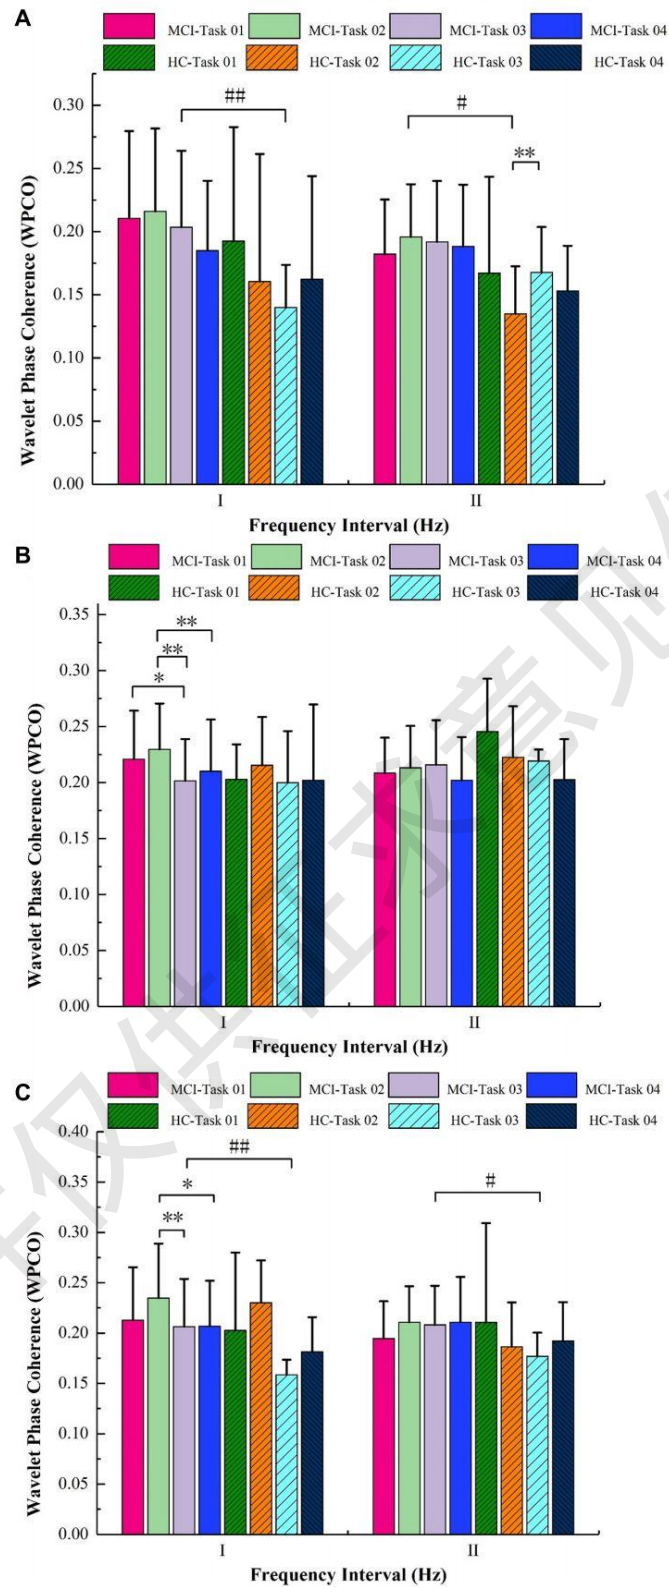 A
MCI-Task 01 MCI-Task 02 MCI-Task 03 MCI-Task 04
HC-Task 01 HC-Task 02 HC-Task 03 HC-Task 04
Wavelet Phase Coherence (WPCO)
0.30
0.25
0.20
0.15
0.10
0.05
0.00
##
#
**
I II
Frequency Interval (Hz)
B
MCI-Task 01 MCI-Task 02 MCI-Task 03 MCI-Task 04
HC-Task 01 HC-Task 02 HC-Task 03 HC-Task 04
Wavelet Phase Coherence (WPCO)
0.35
0.30
0.25
0.20
0.15
0.10
0.05
0.00
**
**
*
I II
Frequency Interval (Hz)
C
MCI-Task 01 MCI-Task 02 MCI-Task 03 MCI-Task 04
HC-Task 01 HC-Task 02 HC-Task 03 HC-Task 04
Wavelet Phase Coherence (WPCO)
0.40
0.35
0.30
0.25
0.20
0.15
0.10
0.05
0.00
##
*
**
#
I II
Frequency Interval (Hz)
仅供征求意见